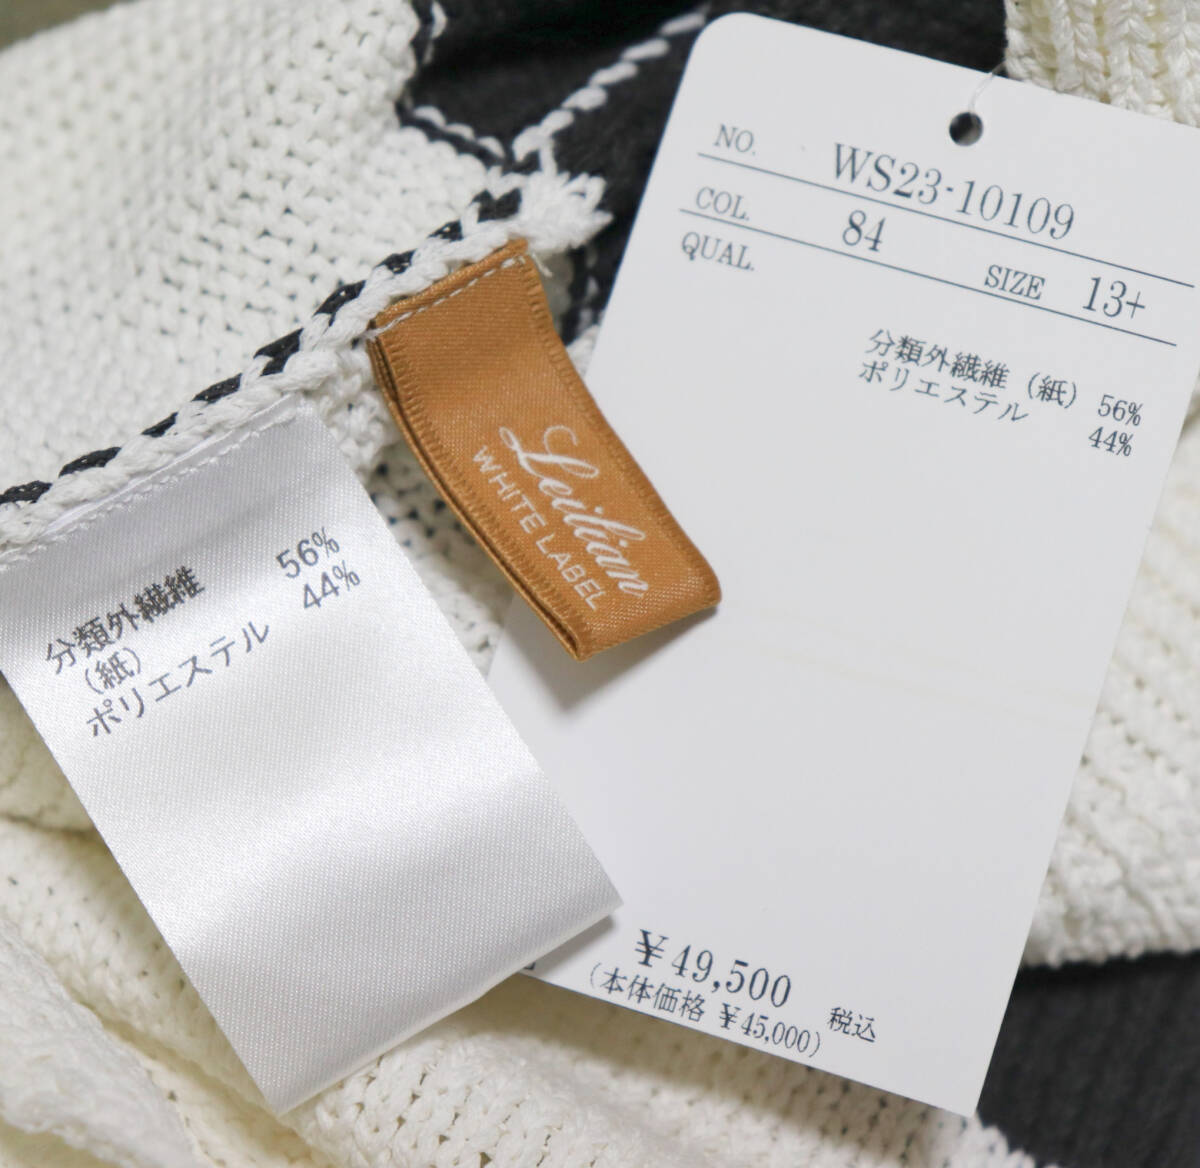 NO. WS23-10109
COL. 84 SIZE 13+
QUAL.
分類外繊維 (紙) 56%
ポリエステル 44%
¥49,500 税込
(本体価格 ¥45,000)
Leilian
WHITE LABEL
分類外繊維 56%
(紙)
ポリエステル 44%